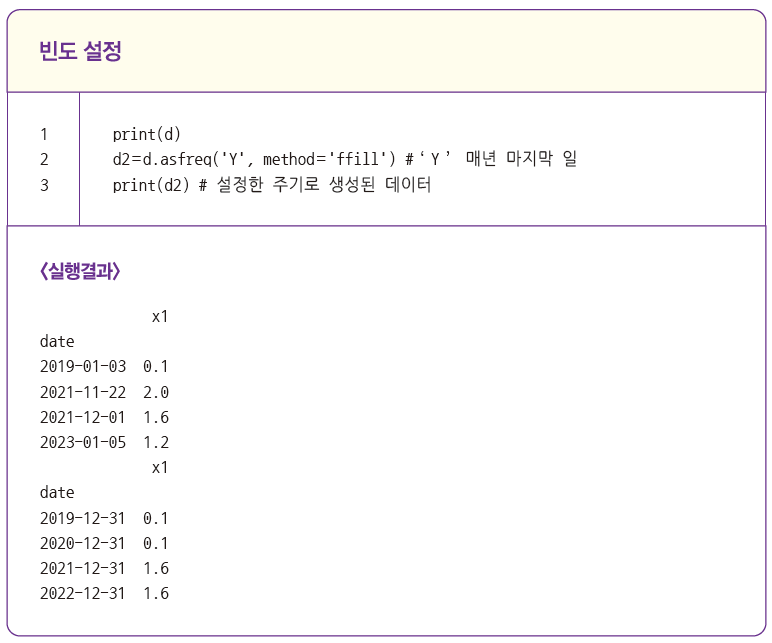 빈도 설정
1 print(d)
2 d2=d.asfreq('Y', method='ffill') #‘ Y ’ 매년 마지막 일
3 print(d2) # 설정한 주기로 생성된 데이터
〈실행결과〉
x1
date
2019-01-03 0.1
2021-11-22 2.0
2021-12-01 1.6
2023-01-05 1.2
x1
date
2019-12-31 0.1
2020-12-31 0.1
2021-12-31 1.6
2022-12-31 1.6